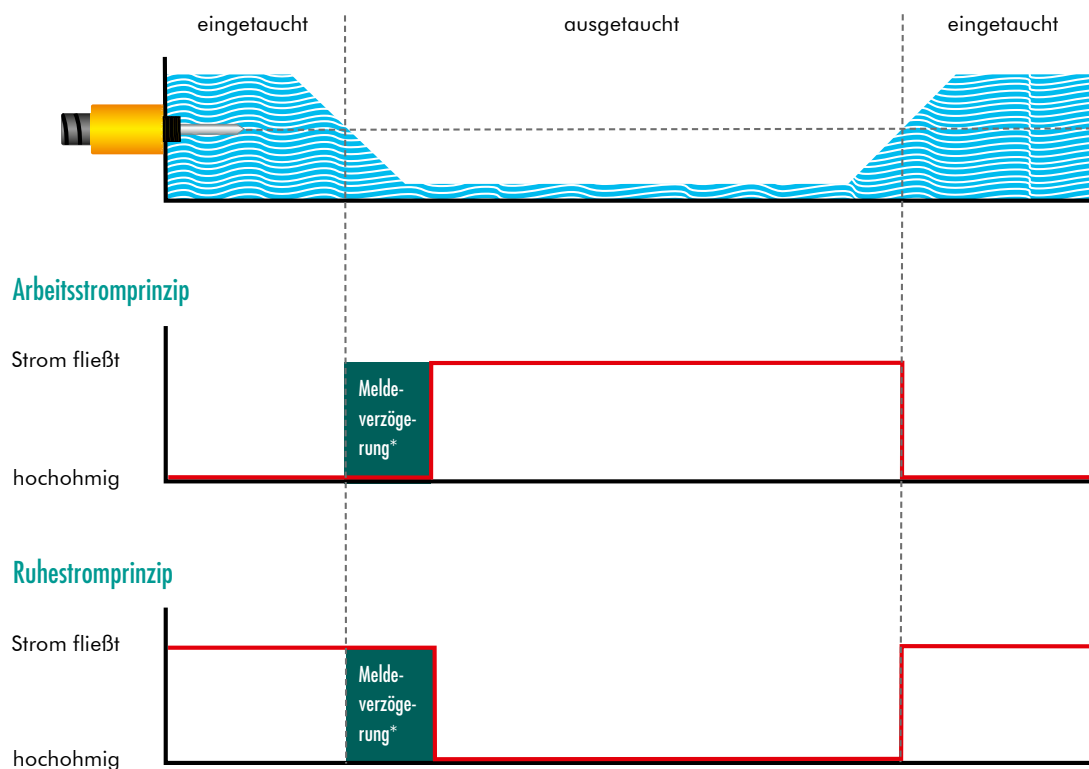 eingetaucht ausgetaucht eingetaucht
Arbeitsstromprinzip
Strom fließt
Melde-
verzöge-
rung*
hochohmig
Ruhestromprinzip
Strom fließt
Melde-
verzöge-
rung*
hochohmig